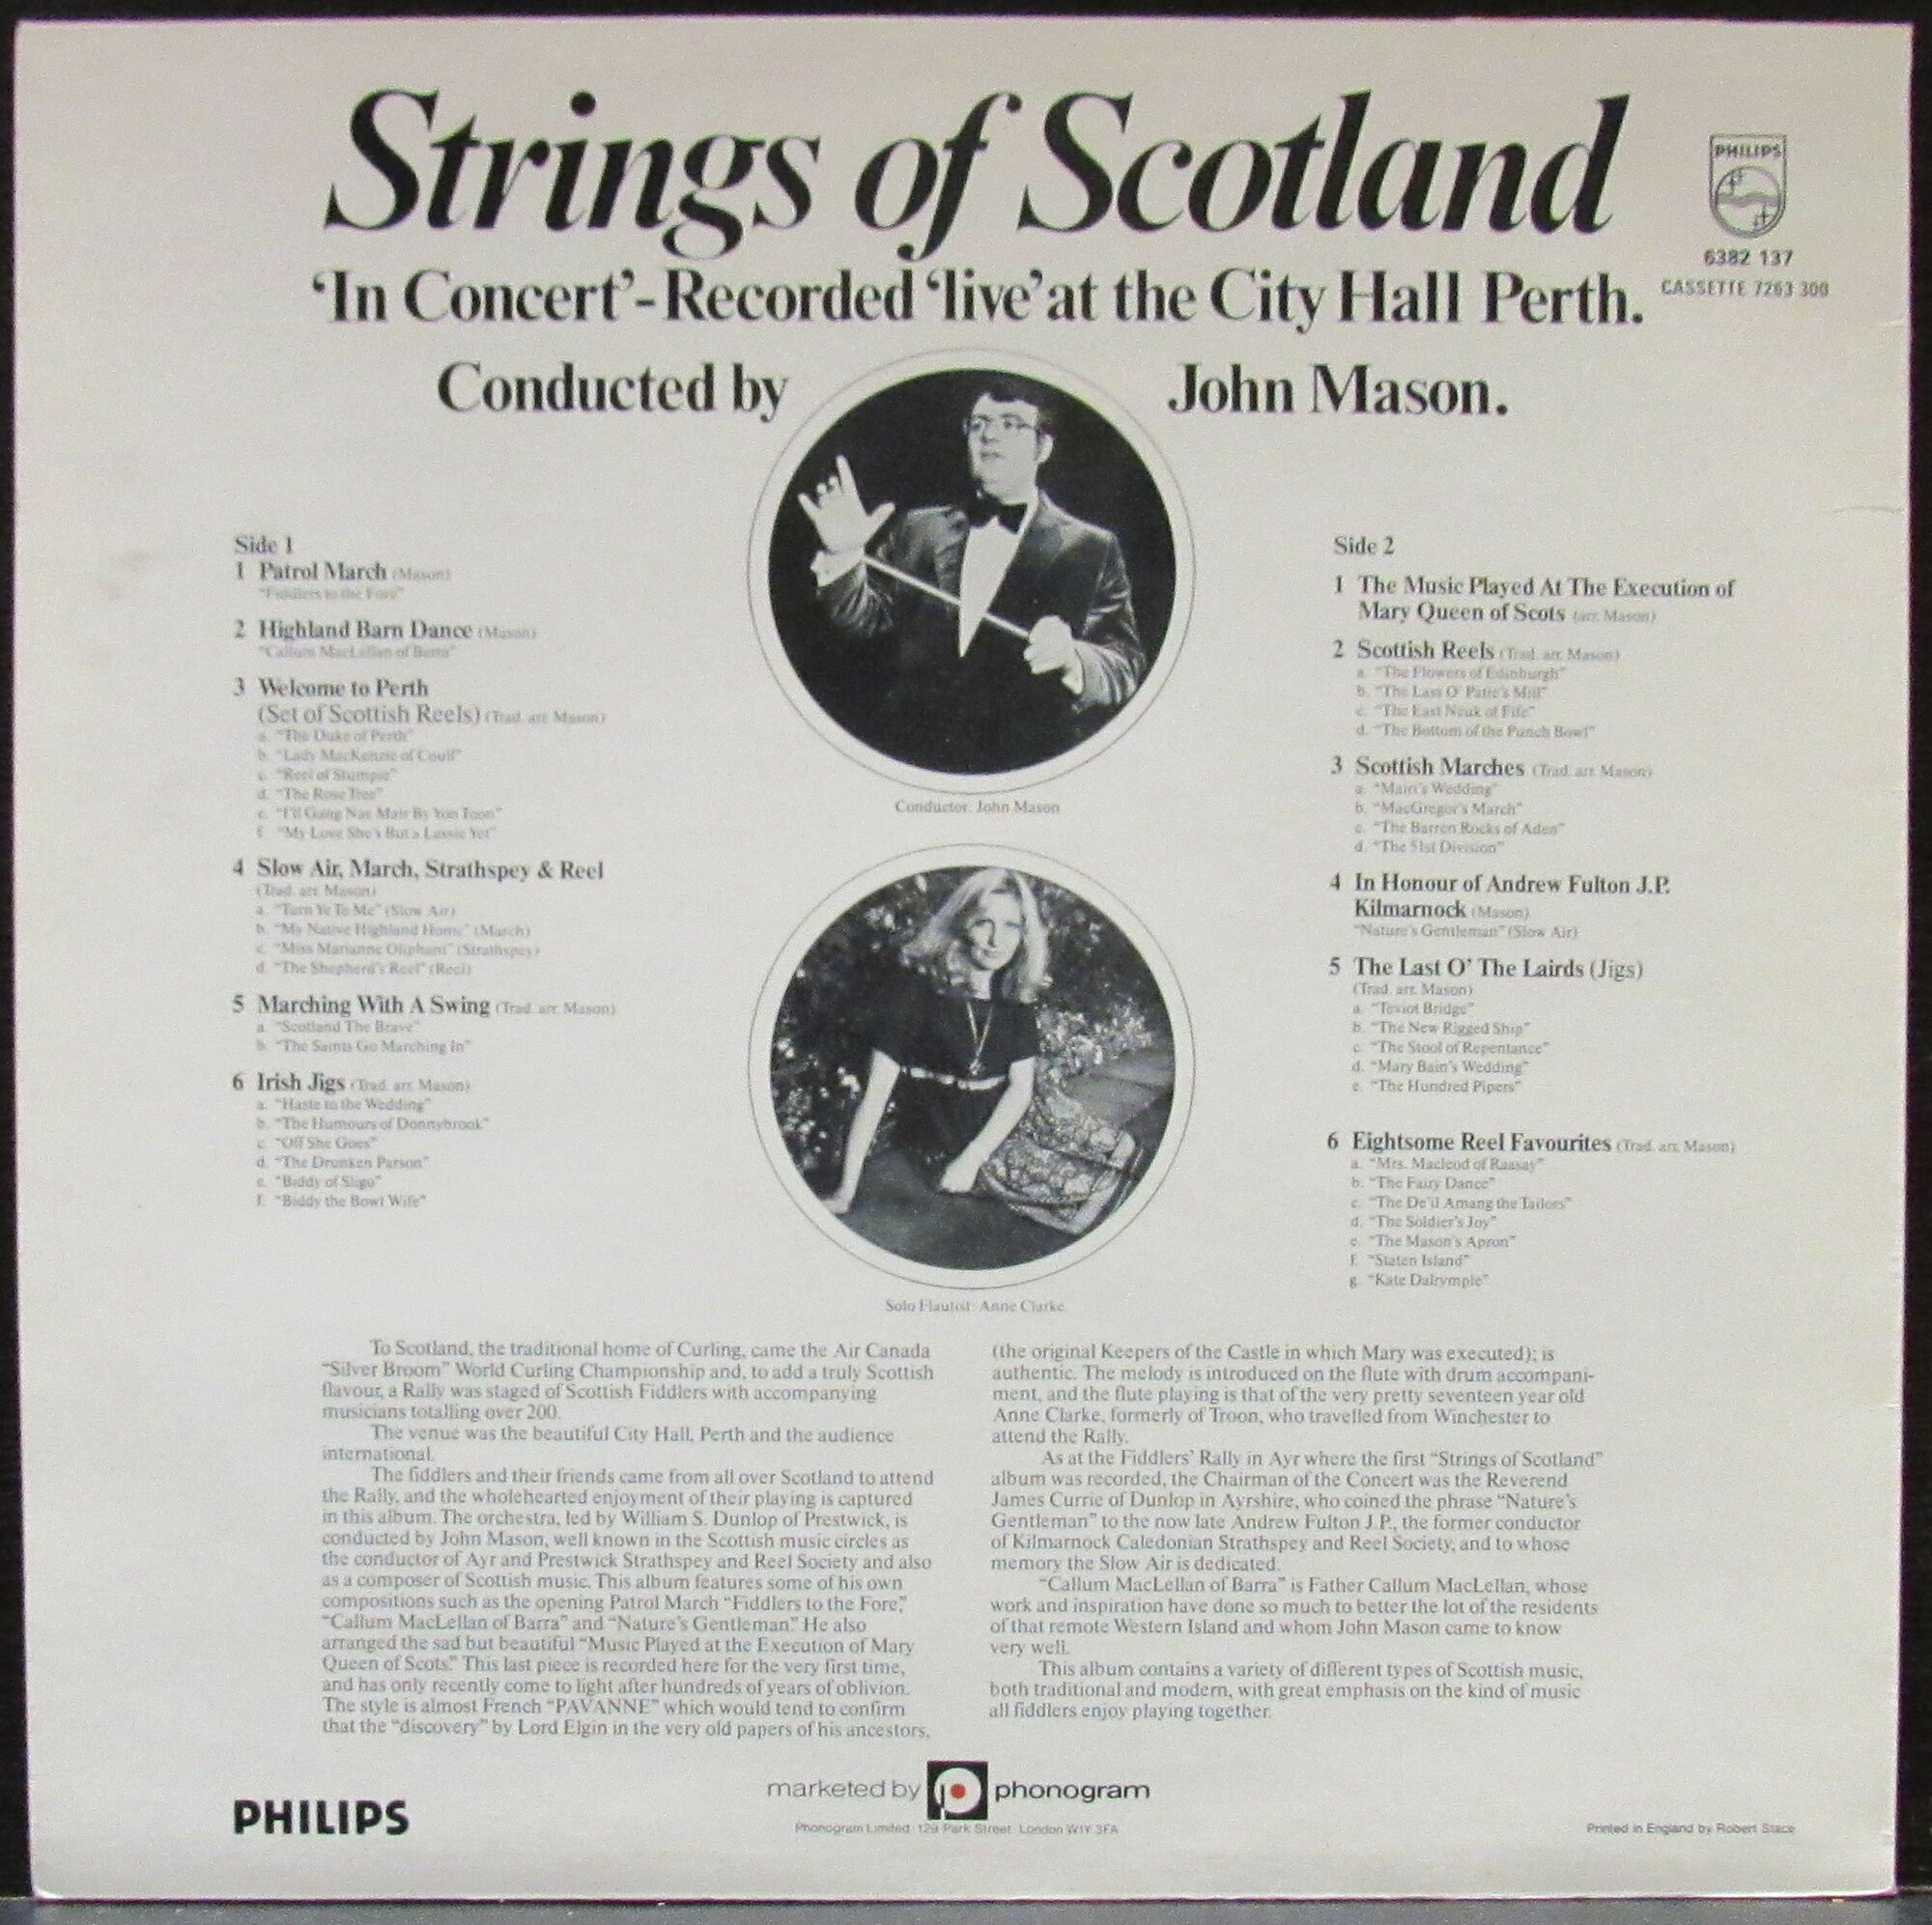 Strings of Scotland
PHILIPS
6382 137
CASSETTE 7263 300
‘In Concert’-Recorded ‘live’ at the City Hall Perth.
Conducted by John Mason.
Side 1
1 Patrol March (Mason)
“Fiddlers to the Fore”
2 Highland Barn Dance (Mason)
“Callum MacLellan of Barra”
3 Welcome to Perth
(Set of Scottish Reels) (Trad. arr. Mason)
a. “The Duke of Perth”
b. “Lady MacKenzie of Coull”
c. “Reel of Stumpie”
d. “The Rose Tree”
e. “I'll Gang Nae Mair By Yon Toon”
f. “My Love She's But a Lassie Yet”
4 Slow Air, March, Strathspey & Reel
(Trad. arr. Mason)
a. “Turn Ye To Me” (Slow Air)
b. “My Native Highland Home” (March)
c. “Miss Marianne Oliphant” (Strathspey)
d. “The Shepherd's Reel” (Reel)
5 Marching With A Swing (Trad. arr. Mason)
a. “Scotland The Brave”
b. “The Saints Go Marching In”
6 Irish Jigs (Trad. arr. Mason)
a. “Haste to the Wedding”
b. “The Humours of Donnybrook”
c. “Off She Goes”
d. “The Drunken Parson”
e. “Biddy of Sligo”
f. “Biddy the Bowl Wife”
Conductor: John Mason
Solo Flautist: Anne Clarke.
Side 2
1 The Music Played At The Execution of
Mary Queen of Scots (arr. Mason)
2 Scottish Reels (Trad. arr. Mason)
a. “The Flowers of Edinburgh”
b. “The Lass O' Patie's Mill”
c. “The East Neuk of Fife”
d. “The Bottom of the Punch Bowl”
3 Scottish Marches (Trad. arr. Mason)
a. “Mairi's Wedding”
b. “MacGregor's March”
c. “The Barren Rocks of Aden”
d. “The 51st Division”
4 In Honour of Andrew Fulton J.P.
Kilmarnock (Mason)
“Nature's Gentleman” (Slow Air)
5 The Last O' The Lairds (Jigs)
(Trad. arr. Mason)
a. “Teviot Bridge”
b. “The New Rigged Ship”
c. “The Stool of Repentance”
d. “Mary Bain's Wedding”
e. “The Hundred Pipers”
6 Eightsome Reel Favourites (Trad. arr. Mason)
a. “Mrs. Macleod of Raasay”
b. “The Fairy Dance”
c. “The De'il Amang the Tailors”
d. “The Soldier's Joy”
e. “The Mason's Apron”
f. “Staten Island”
g. “Kate Dalrymple”
To Scotland, the traditional home of Curling, came the Air Canada
“Silver Broom” World Curling Championship and, to add a truly Scottish
flavour, a Rally was staged of Scottish Fiddlers with accompanying
musicians totalling over 200.
The venue was the beautiful City Hall, Perth and the audience
international.
The fiddlers and their friends came from all over Scotland to attend
the Rally, and the wholehearted enjoyment of their playing is captured
in this album. The orchestra, led by William S. Dunlop of Prestwick, is
conducted by John Mason, well known in the Scottish music circles as
the conductor of Ayr and Prestwick Strathspey and Reel Society and also
as a composer of Scottish music. This album features some of his own
compositions such as the opening Patrol March “Fiddlers to the Fore,”
“Callum MacLellan of Barra” and “Nature's Gentleman.” He also
arranged the sad but beautiful “Music Played at the Execution of Mary
Queen of Scots.” This last piece is recorded here for the very first time,
and has only recently come to light after hundreds of years of oblivion.
The style is almost French “PAVANNE” which would tend to confirm
that the “discovery” by Lord Elgin in the very old papers of his ancestors,
(the original Keepers of the Castle in which Mary was executed); is
authentic. The melody is introduced on the flute with drum accompani-
ment, and the flute playing is that of the very pretty seventeen year old
Anne Clarke, formerly of Troon, who travelled from Winchester to
attend the Rally.
As at the Fiddlers' Rally in Ayr where the first “Strings of Scotland”
album was recorded, the Chairman of the Concert was the Reverend
James Currie of Dunlop in Ayrshire, who coined the phrase “Nature's
Gentleman” to the now late Andrew Fulton J.P., the former conductor
of Kilmarnock Caledonian Strathspey and Reel Society, and to whose
memory the Slow Air is dedicated.
“Callum MacLellan of Barra” is Father Callum MacLellan, whose
work and inspiration have done so much to better the lot of the residents
of that remote Western Island and whom John Mason came to know
very well.
This album contains a variety of different types of Scottish music,
both traditional and modern, with great emphasis on the kind of music
all fiddlers enjoy playing together.
PHILIPS
marketed by p phonogram
Phonogram Limited 129 Park Street London W1Y 3FA
Printed in England by Robert Stace